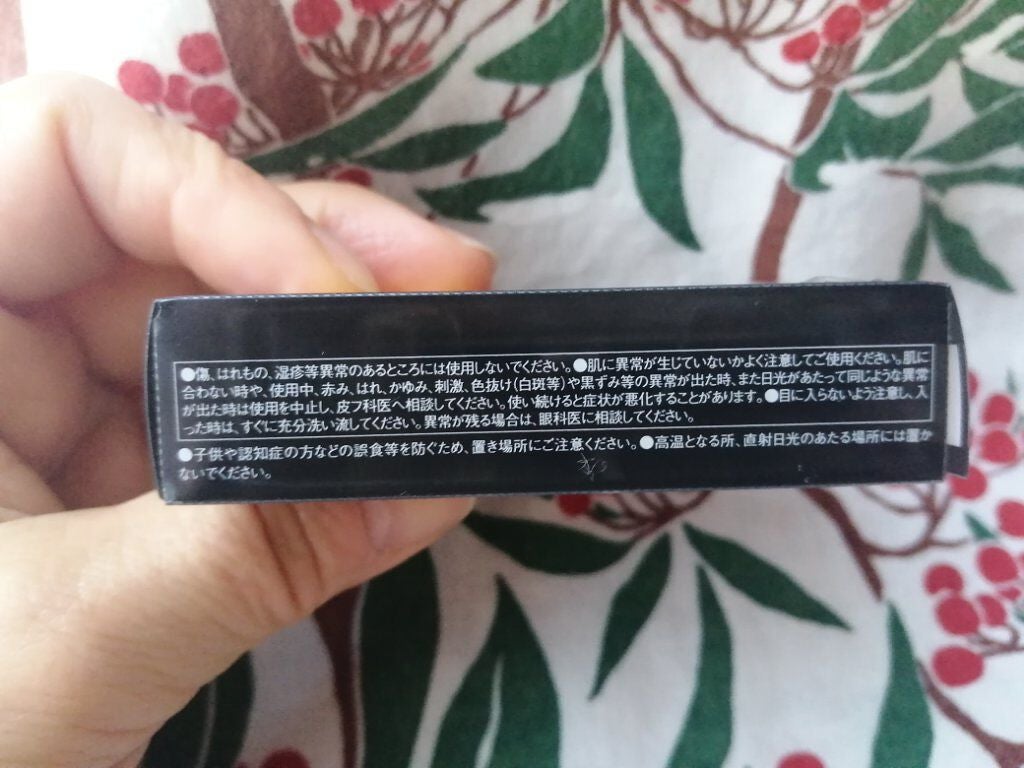 ●傷、はれもの、湿疹等異常のあるところには使用しないでください。●肌に異常が生じていないかよく注意してご使用ください。肌に
合わない時や、使用中、赤み、はれ、かゆみ、刺激、色抜け(白斑等)や黒ずみ等の異常が出た時、また日光があたって同じような異常
が出た時は使用を中止し、皮フ科医へ相談してください。使い続けると症状が悪化することがあります。●目に入らないよう注意し、入
った時は、すぐに充分洗い流してください。異常が残る場合は、眼科医に相談してください。
●子供や認知症の方などの誤食等を防ぐため、置き場所にご注意ください。●高温となる所、直射日光のあたる場所には置か
ないでください。